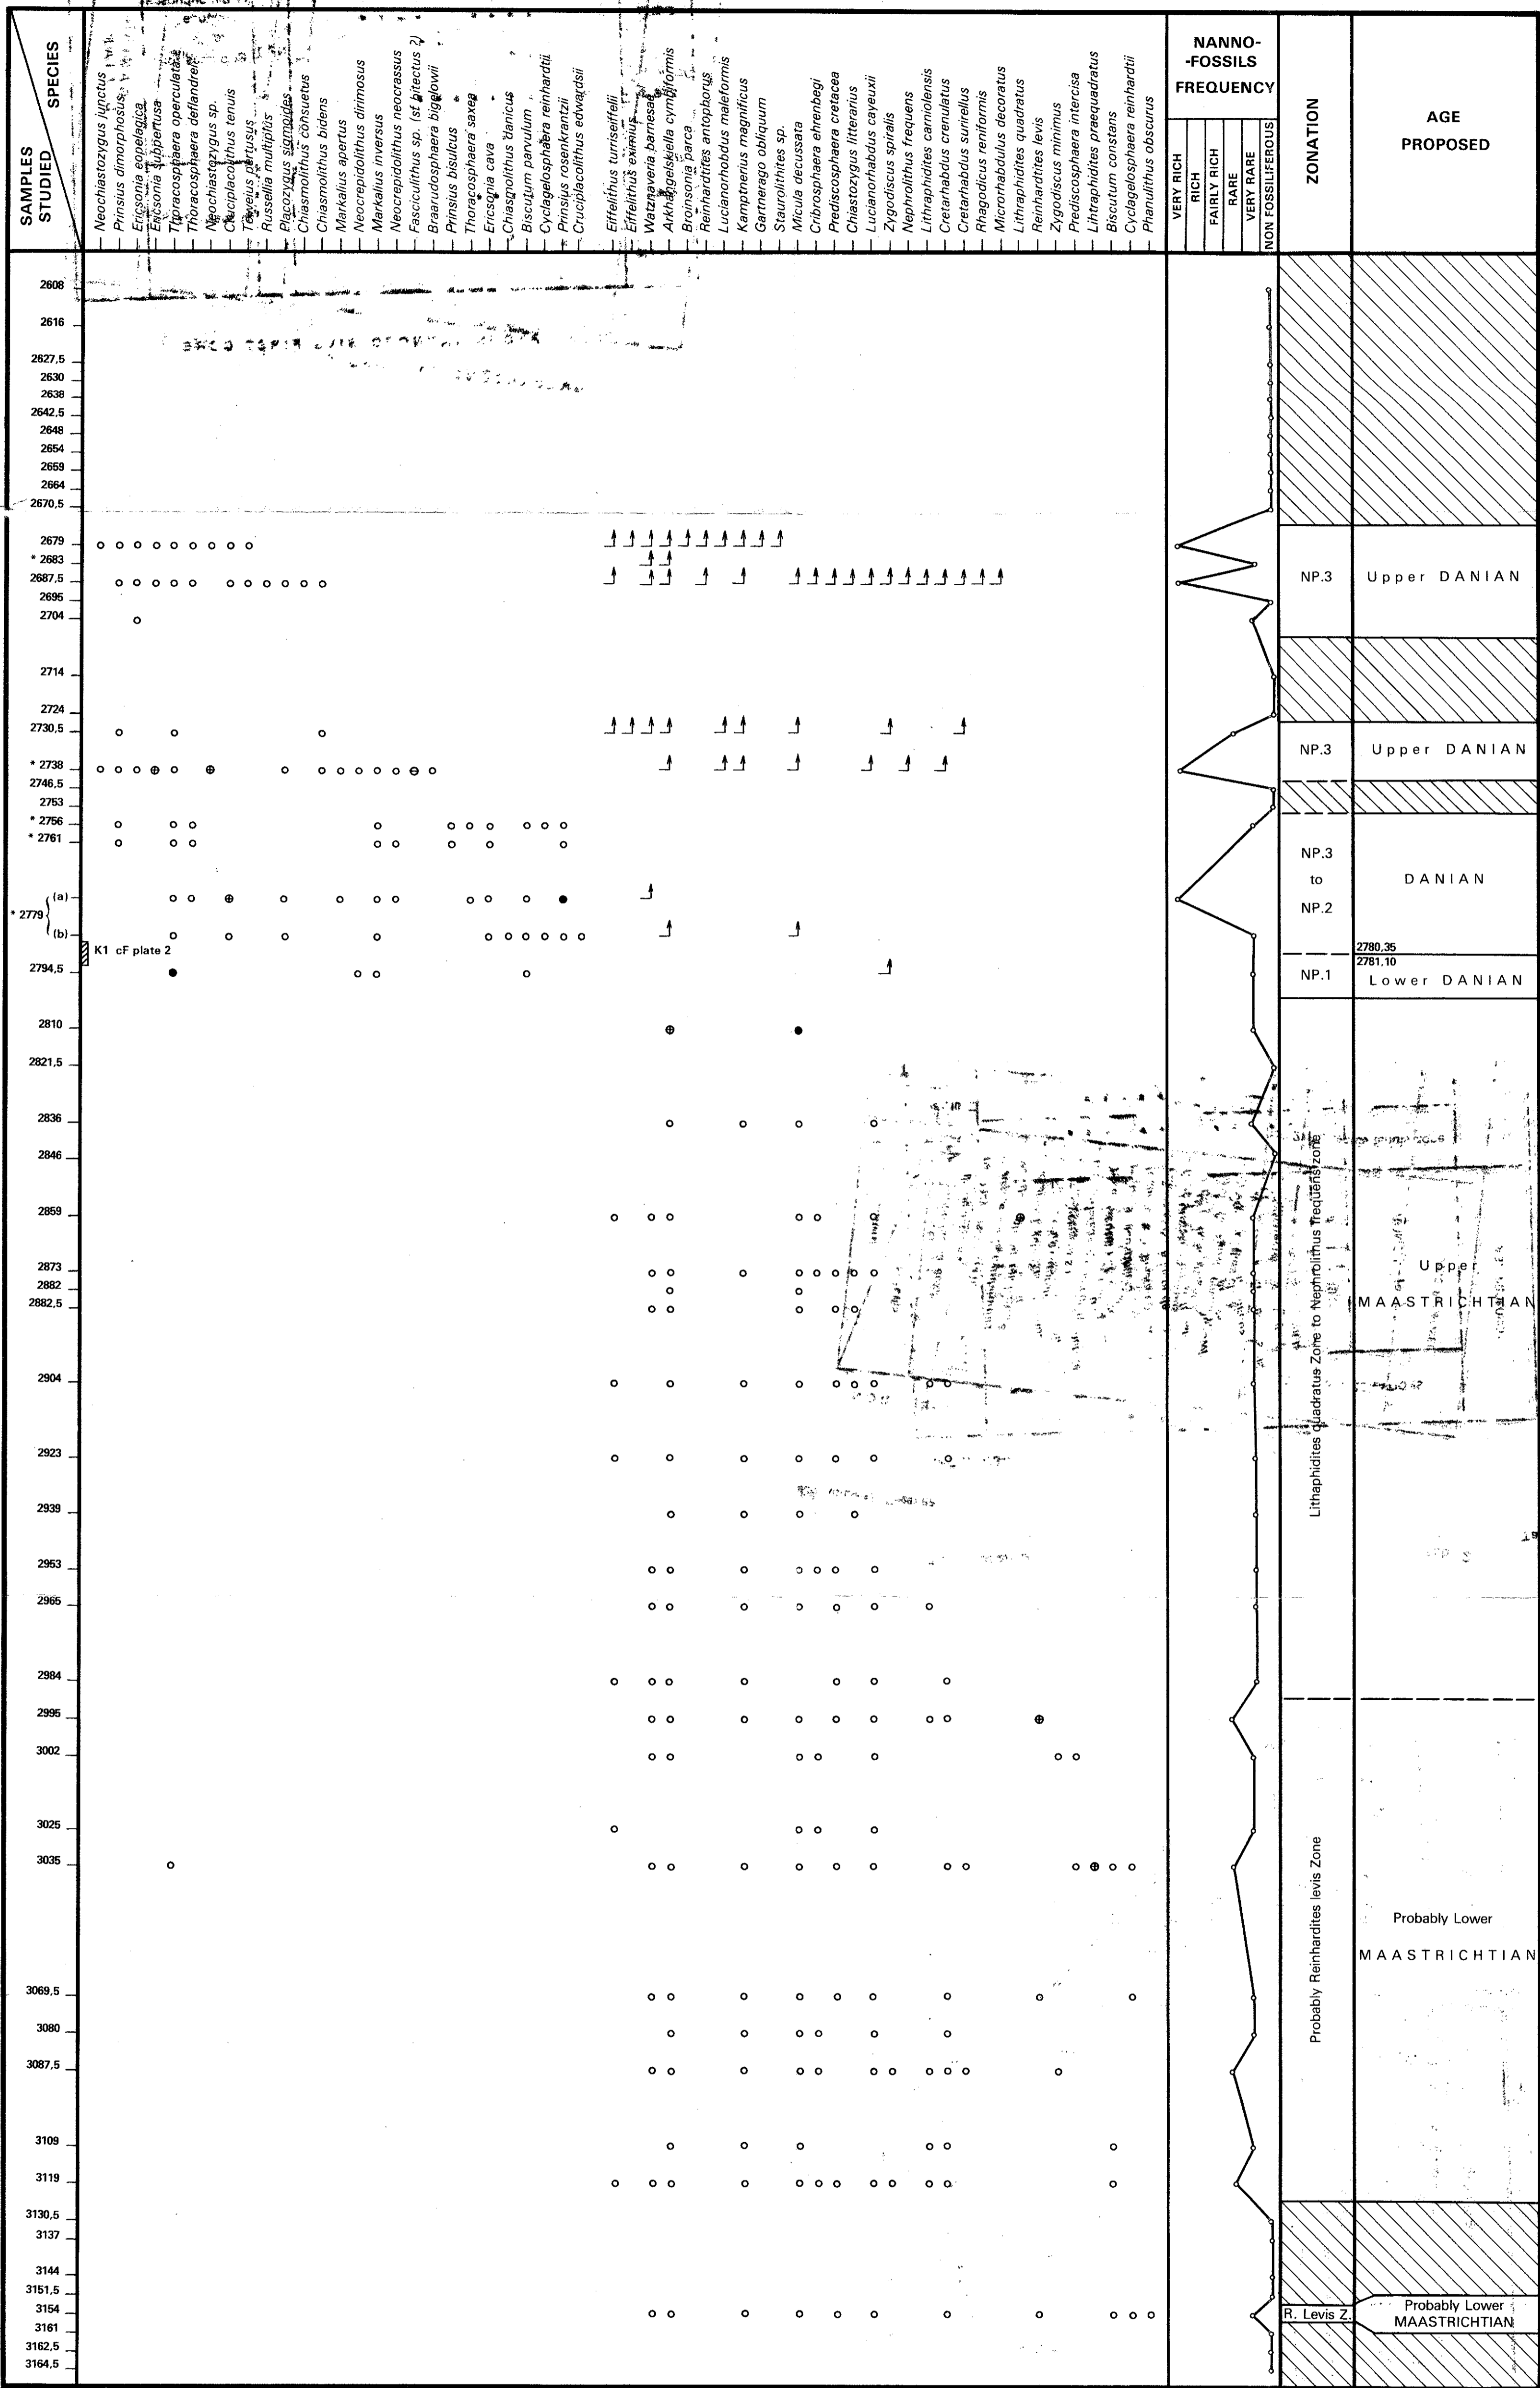 SPECIES
SAMPLES
STUDIED
Neochiastozygus junctus
Prinsius dimorphosus
Ericsonia eopelagica
Ericsonia subpertusa
Thoracosphaera operculata
Thoracosphaera deflandrei
Neochiastozygus sp.
Cruciplacolithus tenuis
Toweius pertusus
Russellia multiplus
Placozygus sigmoides
Chiasmolithus consuetus
Chiasmolithus bidens
Markalius apertus
Neocrepidolithus dirimosus
Markalius inversus
Neocrepidolithus neocrassus
Fasciculithus sp. (st bitectus ?)
Braarudosphaera bigelowii
Prinsius bisulcus
Thoracosphaera saxea
Ericsonia cava
Chiasmolithus danicus
Biscutum parvulum
Cyclagelosphaera reinhardtii
Prinsius rosenkrantzii
Cruciplacolithus edwardsii
Eiffelithus turriseiffelii
Eiffelithus eximius
Watznaveria barnesae
Arkhangelskiella cymbiformis
Broinsonia parca
Reinhardtites antophorus
Lucianorhobdus maleformis
Kamptnerius magnificus
Gartnerago obliquum
Staurolithites sp.
Micula decussata
Cribrosphaera ehrenbegi
Prediscosphaera cretacea
Chiastozygus litterarius
Lucianorhabdus cayeuxii
Zygodiscus spiralis
Nephrolithus frequens
Lithraphidites carniolensis
Cretarhabdus crenulatus
Cretarhabdus surirellus
Rhagodicus reniformis
Microrhabdulus decoratus
Lithraphidites quadratus
Reinhardtites levis
Zygodiscus minimus
Prediscosphaera intercisa
Lihtraphidites praequadratus
Biscutum constans
Cyclagelosphaera reinhardtii
Phanulithus obscurus
NANNO-
-FOSSILS
FREQUENCY
VERY RICH
RICH
FAIRLY RICH
RARE
VERY RARE
NON FOSSILIFEROUS
ZONATION
AGE
PROPOSED
2608
2616
2627,5
2630
2638
2642,5
2648
2654
2659
2664
2670,5
2679
* 2683
2687,5
NP.3
Upper DANIAN
2695
2704
2714
2724
2730,5
NP.3
Upper DANIAN
* 2738
2746,5
2753
* 2756
* 2761
NP.3
to
NP.2
DANIAN
(a)
* 2779
(b)
K1 cF plate 2
2780,35
2781,10
2794,5
NP.1
Lower DANIAN
2810
2821,5
2836
2846
2859
2873
2882
2882,5
Lithaphidites quadratus Zone to Nephrolithus frequens zone
Upper
MAASTRICHTIAN
2904
2923
2939
2953
2965
2984
2995
3002
3025
3035
Probably Reinhardites levis Zone
Probably Lower
MAASTRICHTIAN
3069,5
3080
3087,5
3109
3119
3130,5
3137
3144
3151,5
3154
R. Levis Z.
Probably Lower
MAASTRICHTIAN
3161
3162,5
3164,5